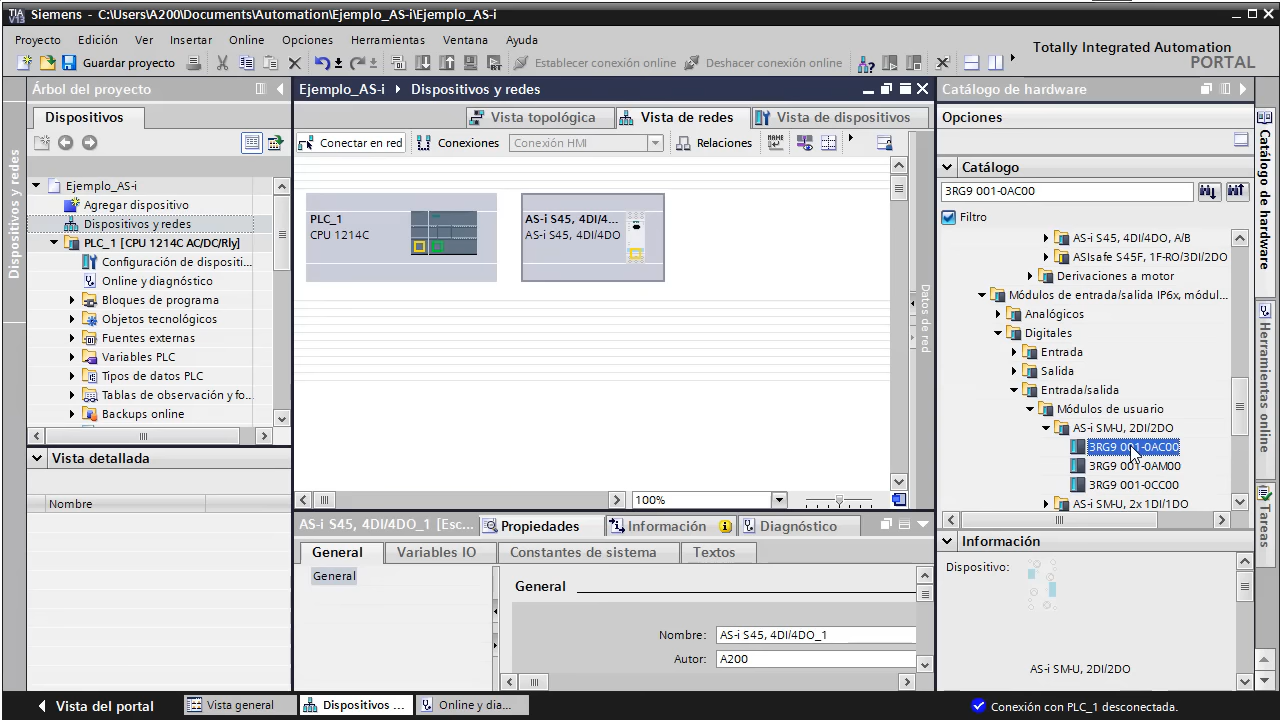 TIA V13
Siemens - C:\Users\A200\Documents\Automation\Ejemplo_AS-i\Ejemplo_AS-i
Proyecto Edición Ver Insertar Online Opciones Herramientas Ventana Ayuda
Guardar proyecto
Establecer conexión online
Deshacer conexión online
Totally Integrated Automation
PORTAL
Árbol del proyecto
Dispositivos
Dispositivos y redes
Ejemplo_AS-i
Agregar dispositivo
Dispositivos y redes
PLC_1 [CPU 1214C AC/DC/Rly]
Configuración de dispositi...
Online y diagnóstico
Bloques de programa
Objetos tecnológicos
Fuentes externas
Variables PLC
Tipos de datos PLC
Tablas de observación y fo...
Backups online
Vista detallada
Nombre
Ejemplo_AS-i Dispositivos y redes
Vista topológica
Vista de redes
Vista de dispositivos
Conectar en red
Conexiones
Conexión HMI
Relaciones
PLC_1
CPU 1214C
AS-i S45, 4DI/4...
AS-i S45, 4DI/4DO
Datos de red
100%
AS-i S45, 4DI/4DO_1 [Esc...
Propiedades
Información
Diagnóstico
General
Variables IO
Constantes de sistema
Textos
General
General
Nombre: AS-i S45, 4DI/4DO_1
Autor: A200
Catálogo de hardware
Opciones
Catálogo
3RG9 001-0AC00
Filtro
AS-i S45, 4DI/4DO, A/B
ASIsafe S45F, 1F-RO/3DI/2DO
Derivaciones a motor
Módulos de entrada/salida IP6x, módul...
Analógicos
Digitales
Entrada
Salida
Entrada/salida
Módulos de usuario
AS-i SM-U, 2DI/2DO
3RG9 001-0AC00
3RG9 001-0AM00
3RG9 001-0CC00
AS-i SM-U, 2x 1DI/1DO
Información
Dispositivo:
AS-i SM-U, 2DI/2DO
Catálogo de hardware
Herramientas online
Tareas
Vista del portal
Vista general
Dispositivos ...
Online y dia...
Conexión con PLC_1 desconectada.